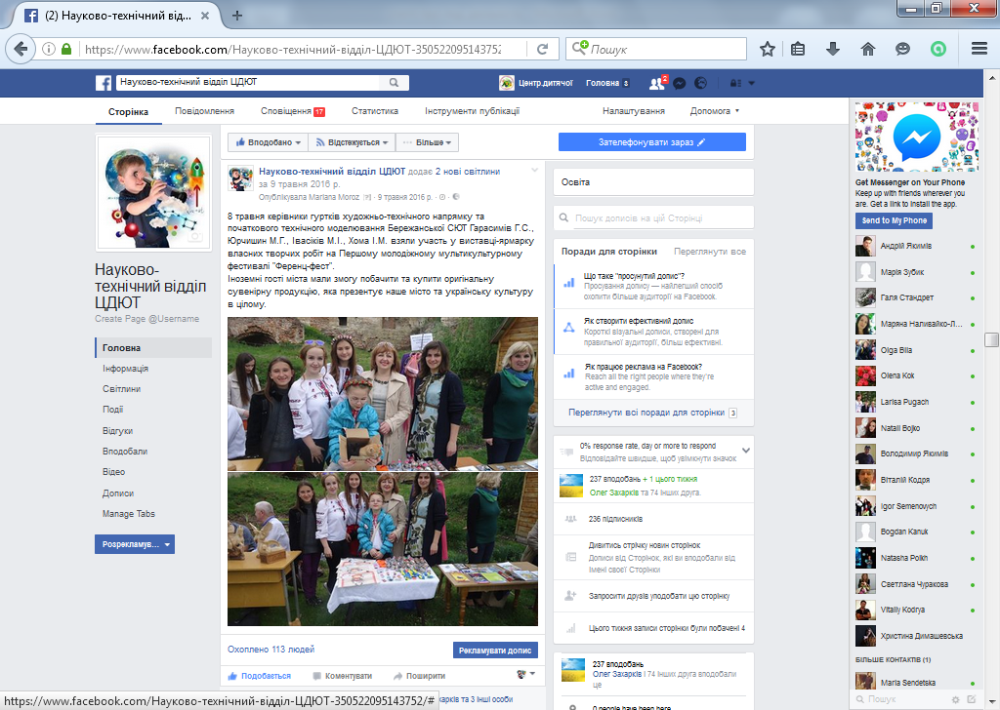 (2) Науково-технічний від...
https://www.facebook.com/Науково-технічний-відділ-ЦДЮТ-350522095143752
Пошук
Науково-технічний відділ ЦДЮТ
Центр.дитячої
Головна 3
2
Сторінка
Повідомлення
Сповіщення 17
Статистика
Інструменти публікації
Налаштування
Допомога
Науково-
технічний відділ
ЦДЮТ
Create Page @Username
Головна
Інформація
Світлини
Події
Відгуки
Вподобали
Відео
Дописи
Manage Tabs
Розрекламув...
Вподобано
Відстежується
Більше
Зателефонувати зараз
Науково-технічний відділ ЦДЮТ додає 2 нові світлини
за 9 травня 2016 р.
Опублікувала Mariana Moroz [?] · 9 травня 2016 р. ·
8 травня керівники гуртків художньо-технічного напрямку та
початкового технічного моделювання Бережанської СЮТ Гарасимів Г.С.,
Юрчишин М.Г., Івасіків М.І., Хома І.М. взяли участь у виставці-ярмарку
власних творчих робіт на Першому молодіжному мультикультурному
фестивалі "Ференц-фест".
Іноземні гості міста мали змогу побачити та купити оригінальну
сувенірну продукцію, яка презентує наше місто та українську культуру
в цілому.
Охоплено 113 людей
Рекламувати допис
Подобається
Коментувати
Поширити
карків та 3 інші особи
Освіта
Пошук дописів на цій Сторінці
Поради для сторінки
Переглянути все
Що таке "просунутий допис"?
Просування допису — найлегший спосіб
охопити більше аудиторії на Facebook.
Як створити ефективний допис
Короткі візуальні дописи, створені для
правильної аудиторії, більш ефективні.
Як працює реклама на Facebook?
Reach all the right people where they're
active and engaged.
Переглянути всі поради для сторінки 3
0% response rate, day or more to respond
Відповідайте швидше, щоб увімкнути значок
237 вподобань + 1 цього тижня
Олег Захарків та 74 інших друга.
236 підписників
Дивитись стрічку новин сторінок
Дописи від Сторінок, які ви вподобали від
імені своєї Сторінки
Запросити друзів уподобати цю сторінку
Цього тижня записи сторінки були побачені 4
237 вподобань
Олег Захарків і 74 інших друга вподобали
це
0 people have been here
Get Messenger on Your Phone
Keep up with friends wherever you
are. Get a link to install the app.
Send to My Phone
Андрій Якимів
Марія Зубик
Галя Стандрет
Маряна Наливайко-Л...
Olga Bila
Olena Kok
Larisa Pugach
Natali Bojko
Володимир Якимів
Віталій Кодря
Igor Semenovych
Bogdan Kanuk
Natasha Polkh
Светлана Чуракова
Vitaliy Kodrya
Христина Димашевська
БІЛЬШЕ КОНТАКТІВ (1)
Maria Sendetska
Пошук
https://www.facebook.com/Науково-технічний-відділ-ЦДЮТ-350522095143752/#